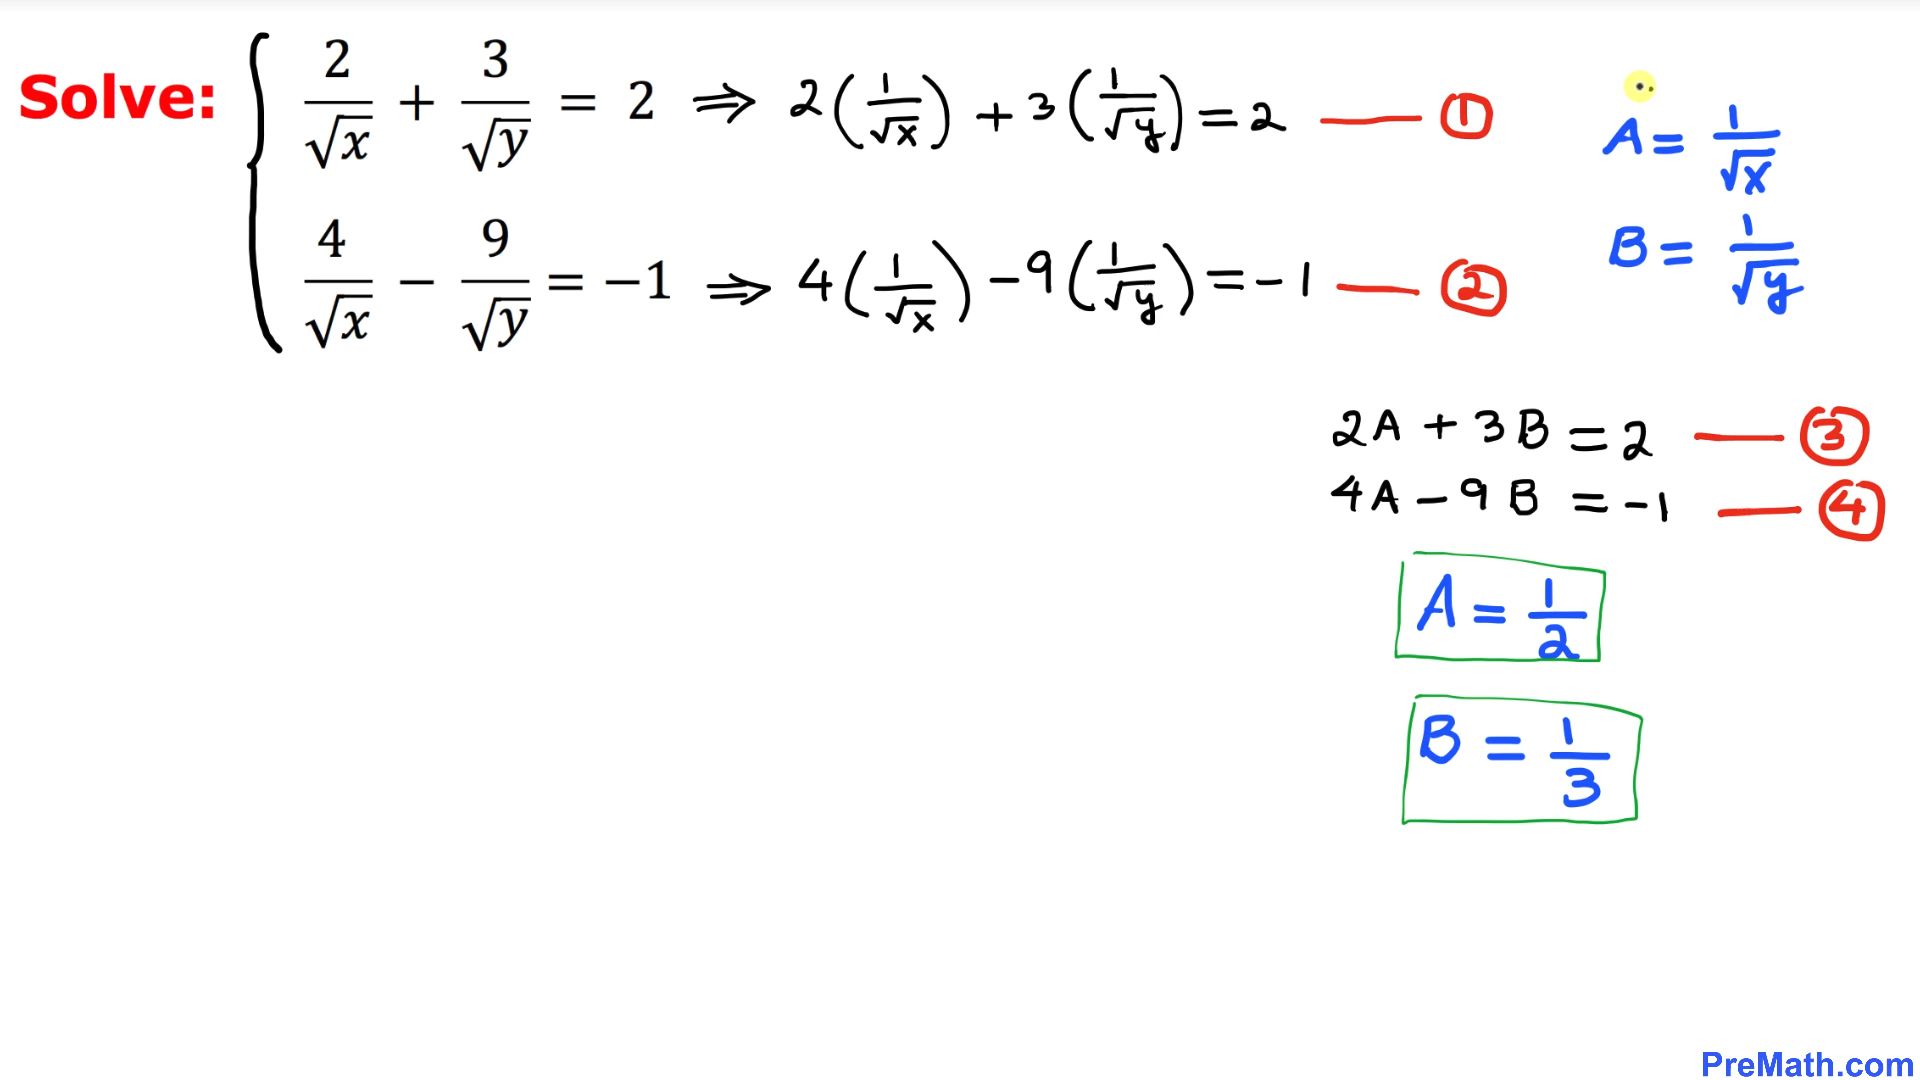 Solve: { 2/√x + 3/√y = 2 ⇒ 2(1/√x) + 3(1/√y) = 2 —— ①
4/√x − 9/√y = −1 ⇒ 4(1/√x) − 9(1/√y) = −1 —— ②
A = 1/√x
B = 1/√y
2A + 3B = 2 —— ③
4A − 9B = −1 —— ④
A = 1/2
B = 1/3
PreMath.com